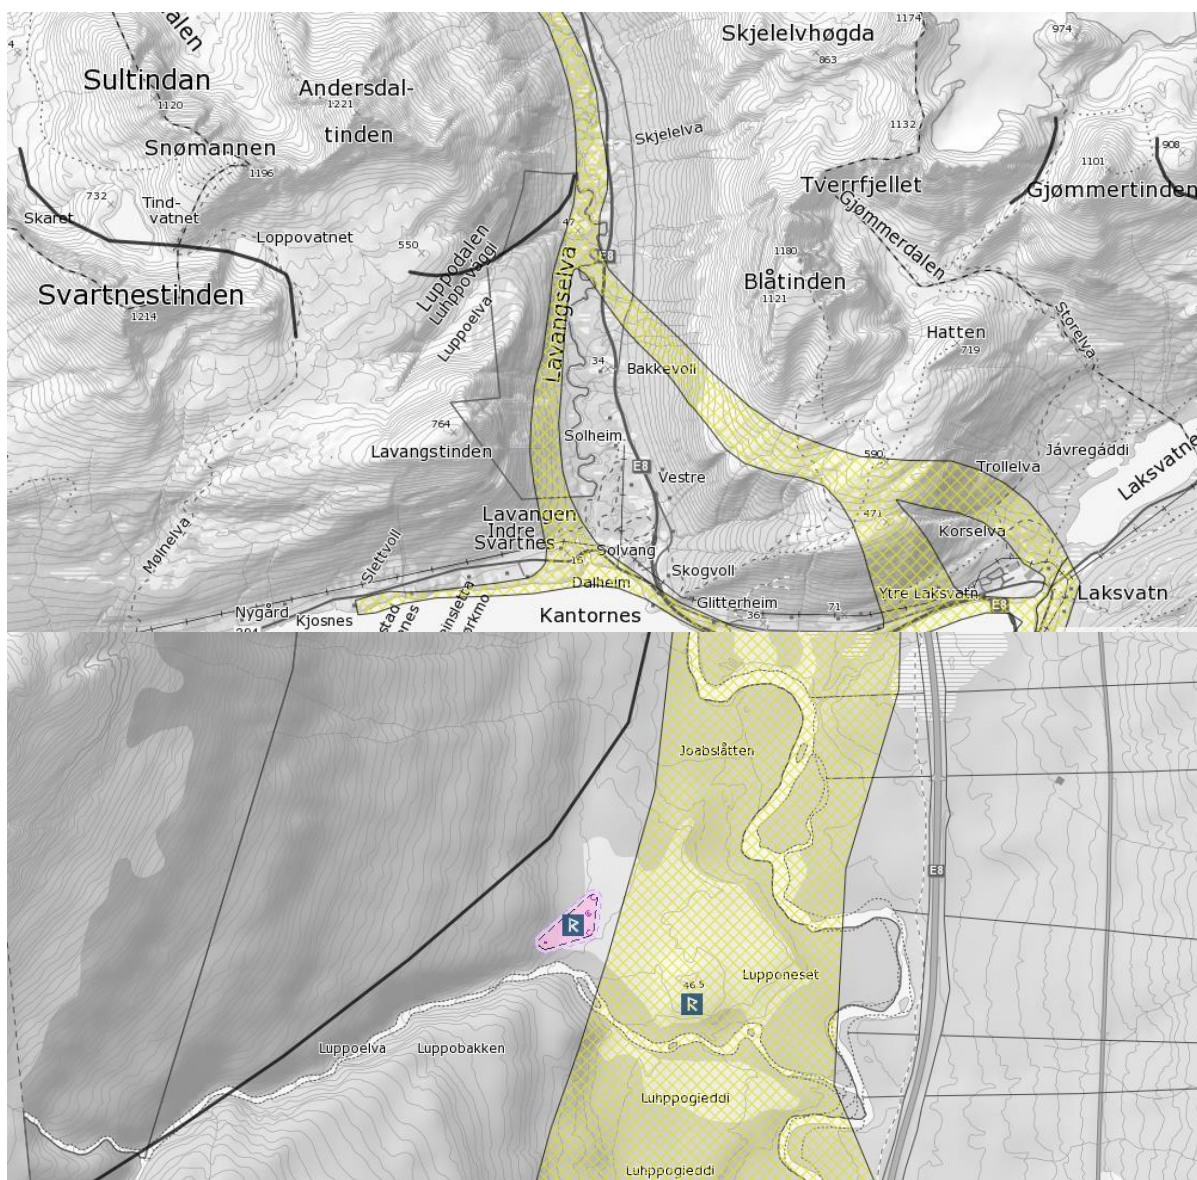 1174
974
Skjelelvhøgda
863
Sultindan
1120
Andersdal-
tinden
1221
1132
Skjelelva
908
Snømannen
1196
1101
732
Tind-
vatnet
Tverrfjellet
Gjømmertinden
Skaret
Loppovatnet
550
47
Luppodalen
Luhppovággi
Gjømmerdalen
E8
1180
Svartnestinden
1214
Blåtinden
1121
Lavangselva
Luppoelva
Hatten
719
Storelva
34
Bakkevoll
764
Lavangstinden
Solheim
590
Jávregáddi
Trollelva
E8
Vestre
Laksvatnet
Lavangen
Indre
Svartnes
471
Korselva
Mølnelva
Slettvoll
16
Solvang
Dalheim
Skogvoll
Ytre Laksvatn
E8
Laksvatn
Nygård
Kjosnes
Kantornes
Glitterheim
36
71
Joabslåtten
E8
R
Lupponeset
46.5
R
Luppoelva
Luppobakken
Luhppogieddi
Luhppogieddi